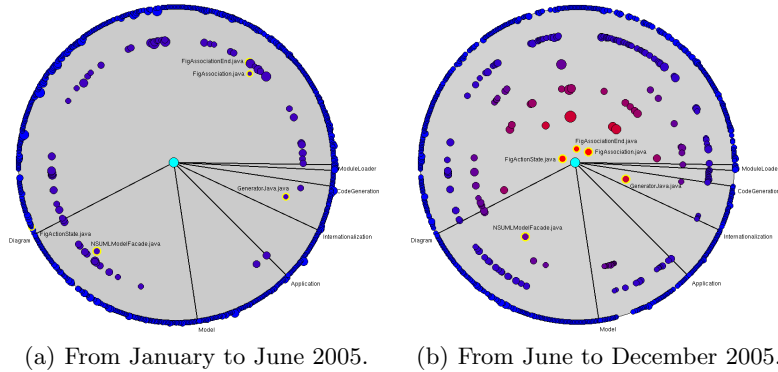 FigAssociationEnd.java
FigAssociation.java
GeneratorJava.java
FigActionState.java
NSUMLModelFacade.java
ModuleLoader
CodeGeneration
Internationalization
Application
Model
Diagram
(a) From January to June 2005.
FigAssociationEnd.java
FigAssociation.java
FigActionState.java
GeneratorJava.java
NSUMLModelFacade.java
ModuleLoader
CodeGeneration
Internationalization
Application
Model
Diagram
(b) From June to December 2005.